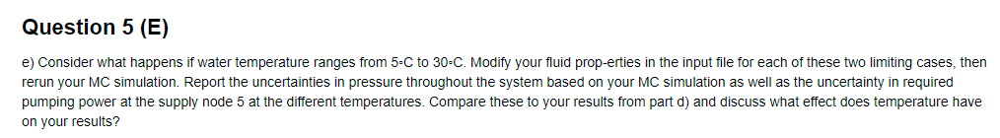 Question 5 (E)
e) Consider what happens if water temperature ranges from 5∘C to 30∘C. Modify your fluid prop-erties in the input file for each of these two limiting cases, then
rerun your MC simulation. Report the uncertainties in pressure throughout the system based on your MC simulation as well as the uncertainty in required
pumping power at the supply node 5 at the different temperatures. Compare these to your results from part d) and discuss what effect does temperature have
on your results?